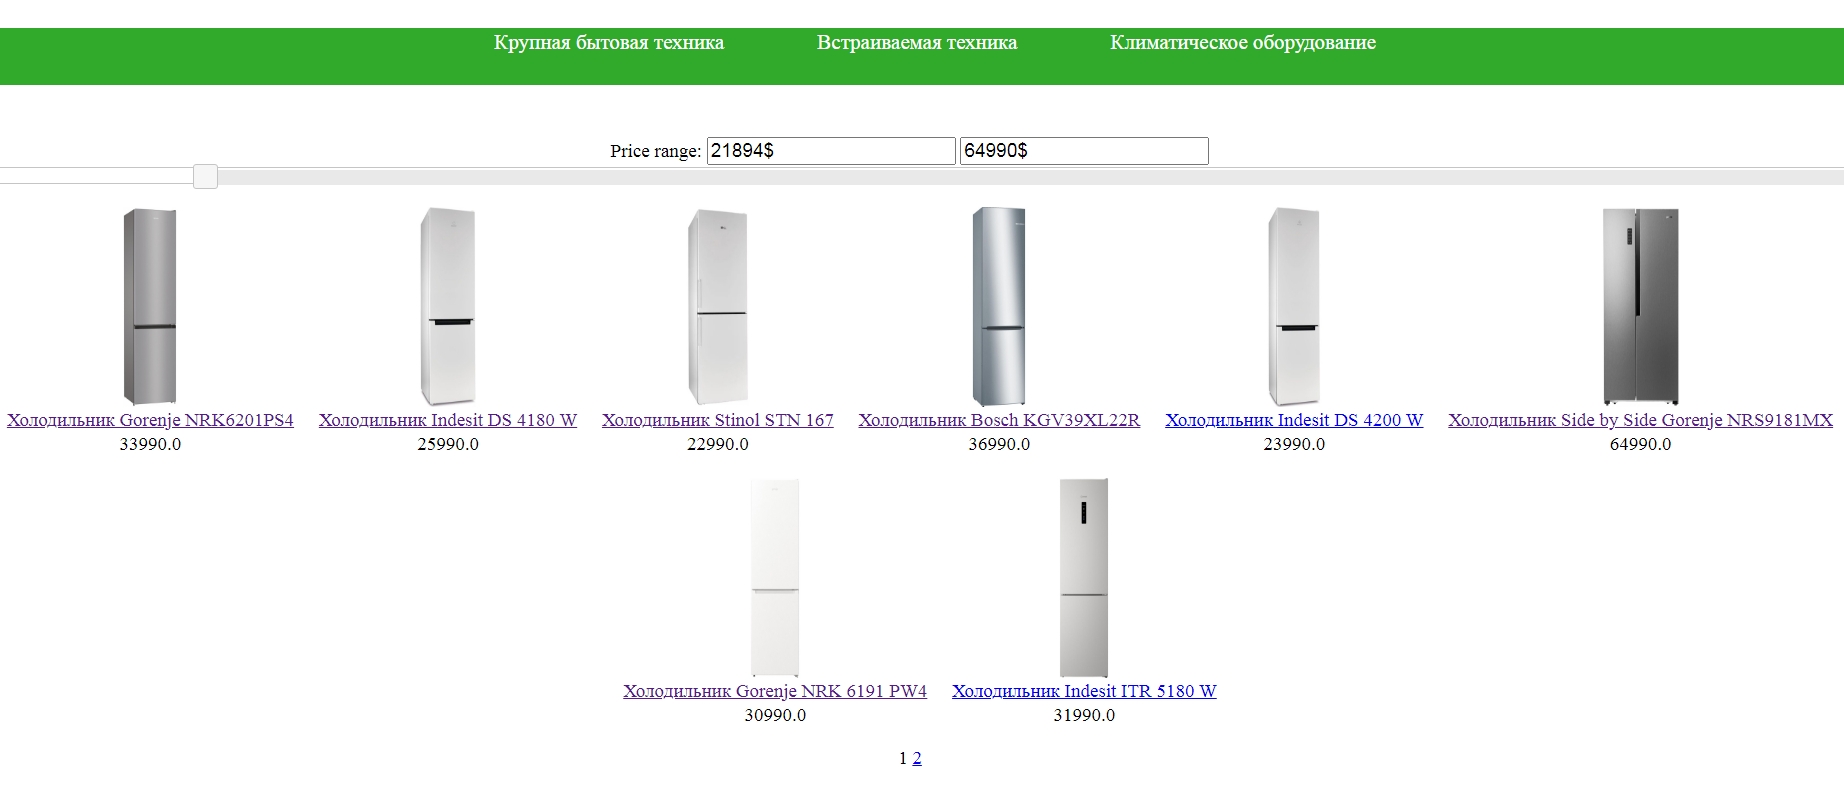 Крупная бытовая техника Встраиваемая техника Климатическое оборудование
Price range: 21894$ 64990$
Холодильник Gorenje NRK6201PS4 Холодильник Indesit DS 4180 W Холодильник Stinol STN 167 Холодильник Bosch KGV39XL22R Холодильник Indesit DS 4200 W Холодильник Side by Side Gorenje NRS9181MX
33990.0 25990.0 22990.0 36990.0 23990.0 64990.0
Холодильник Gorenje NRK 6191 PW4 Холодильник Indesit ITR 5180 W
30990.0 31990.0
1 2